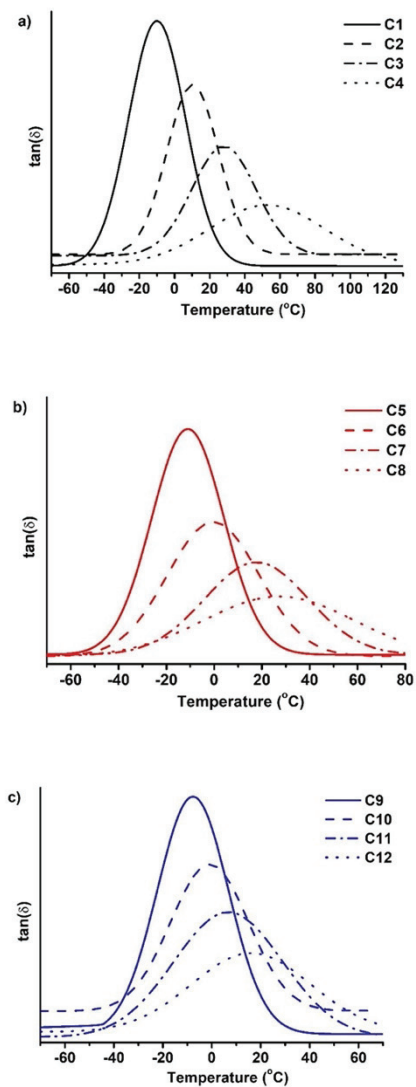 a)
C1
C2
C3
C4
tan(δ)
-60 -40 -20 0 20 40 60 80 100 120
Temperature (°C)
b)
C5
C6
C7
C8
tan(δ)
-60 -40 -20 0 20 40 60 80
Temperature (°C)
c)
C9
C10
C11
C12
tan(δ)
-60 -40 -20 0 20 40 60
Temperature (°C)